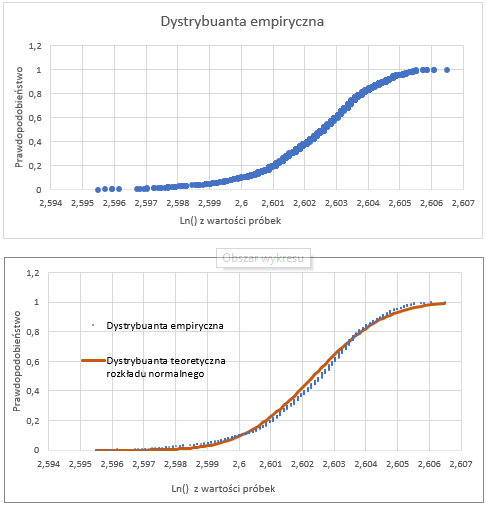 Dystrybuanta empiryczna
1,2
1
0,8
0,6
0,4
0,2
0
Prawdopodobieństwo
2,594 2,595 2,596 2,597 2,598 2,599 2,6 2,601 2,602 2,603 2,604 2,605 2,606 2,607
Ln() z wartości próbek
Obszar wykresu
1,2
1
0,8
0,6
0,4
0,2
0
Prawdopodobieństwo
Dystrybuanta empiryczna
Dystrybuanta teoretyczna
rozkładu normalnego
2,594 2,595 2,596 2,597 2,598 2,599 2,6 2,601 2,602 2,603 2,604 2,605 2,606 2,607
Ln() z wartości próbek